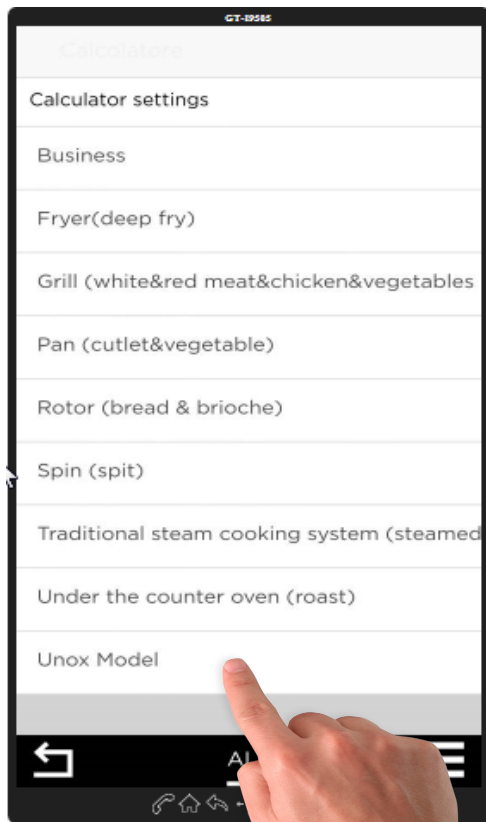 GT-I9505
Calcolatore
Calculator settings
Business
Fryer(deep fry)
Grill (white&red meat&chicken&vegetables
Pan (cutlet&vegetable)
Rotor (bread & brioche)
Spin (spit)
Traditional steam cooking system (steamed
Under the counter oven (roast)
Unox Model